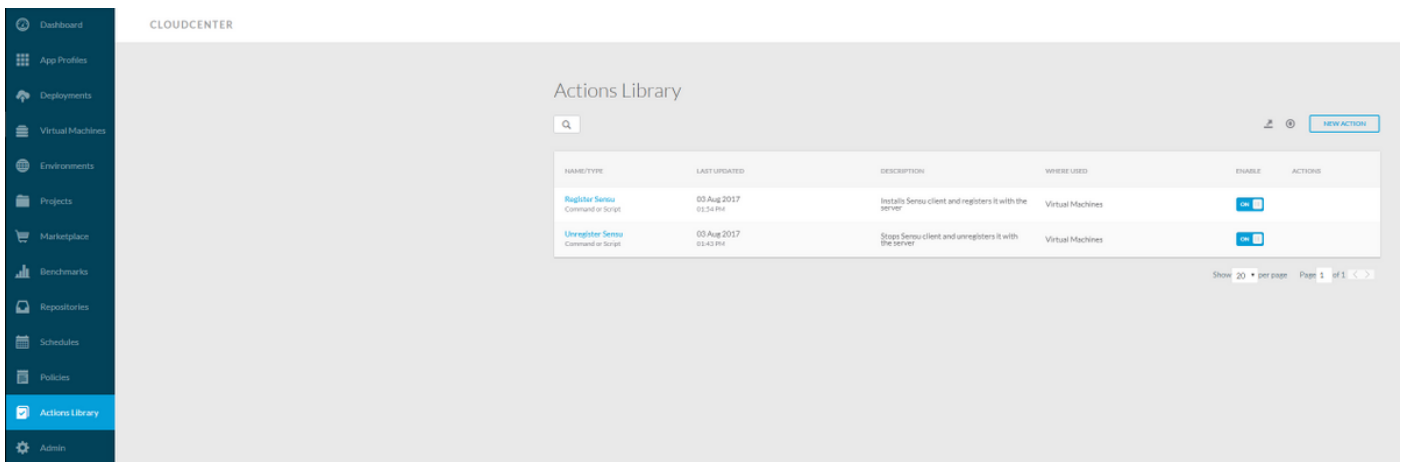 Dashboard
CLOUDCENTER
App Profiles
Deployments
Virtual Machines
Environments
Projects
Marketplace
Benchmarks
Repositories
Schedules
Policies
Actions Library
Admin
Actions Library
NEW ACTION
NAME/TYPE LAST UPDATED DESCRIPTION WHERE USED ENABLE ACTIONS
Register Sensu 03 Aug 2017 Installs Sensu client and registers it with the Virtual Machines ON
Command or Script 01:54 PM server
Unregister Sensu 03 Aug 2017 Stops Sensu client and unregisters it with Virtual Machines ON
Command or Script 01:43 PM the server
Show 20 per page Page 1 of 1